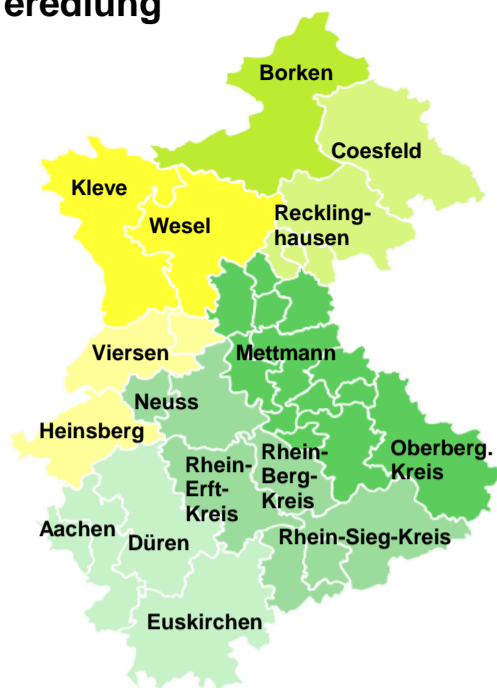 eredlung
Borken
Coesfeld
Kleve
Wesel
Reckling-
hausen
Viersen
Mettmann
Neuss
Heinsberg
Rhein-
Erft-
Kreis
Rhein-
Berg-
Kreis
Oberberg.
Kreis
Aachen
Düren
Rhein-Sieg-Kreis
Euskirchen